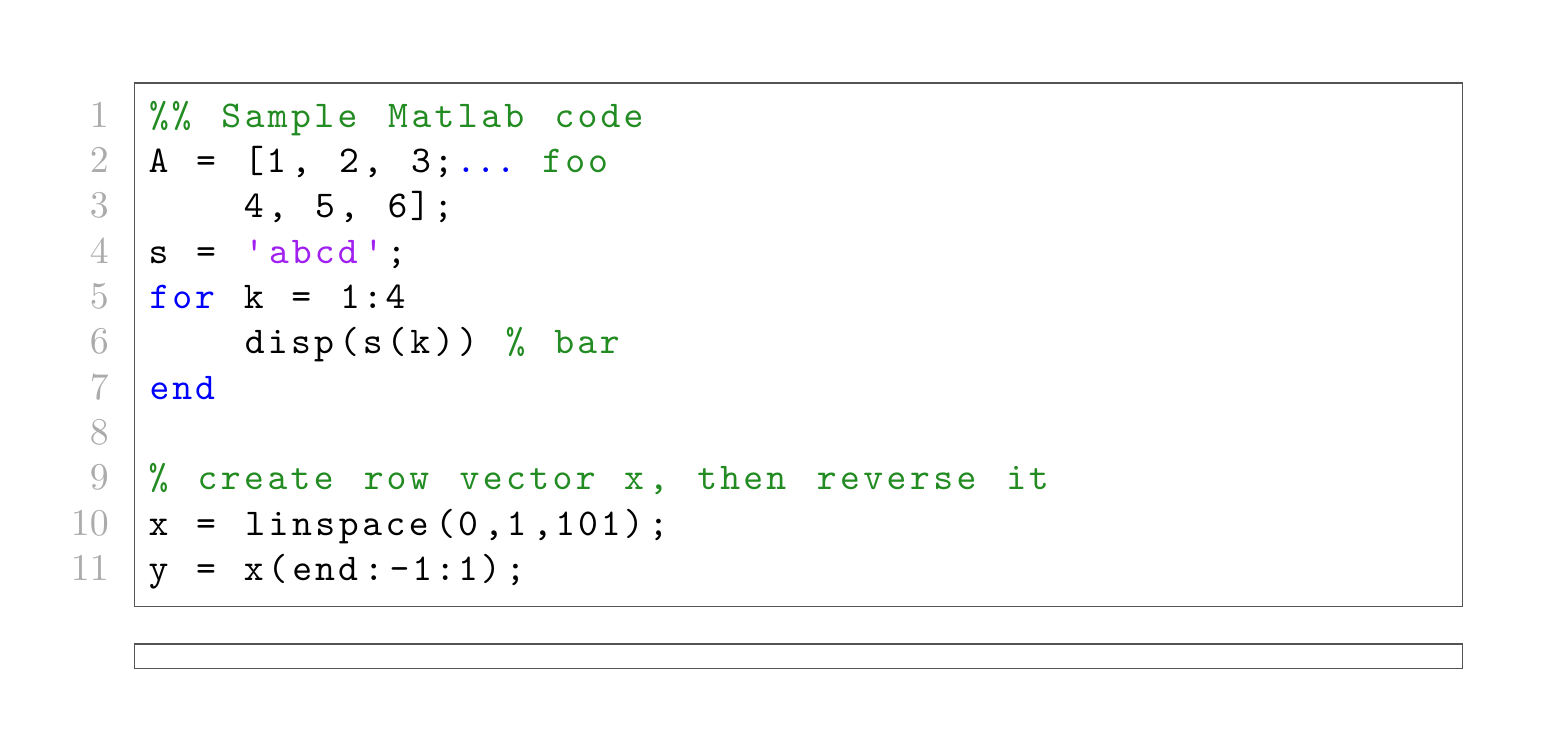 1 %% Sample Matlab code
2 A = [1, 2, 3;... foo
3     4, 5, 6];
4 s = 'abcd';
5 for k = 1:4
6     disp(s(k)) % bar
7 end
8
9 % create row vector x, then reverse it
10 x = linspace(0,1,101);
11 y = x(end:-1:1);